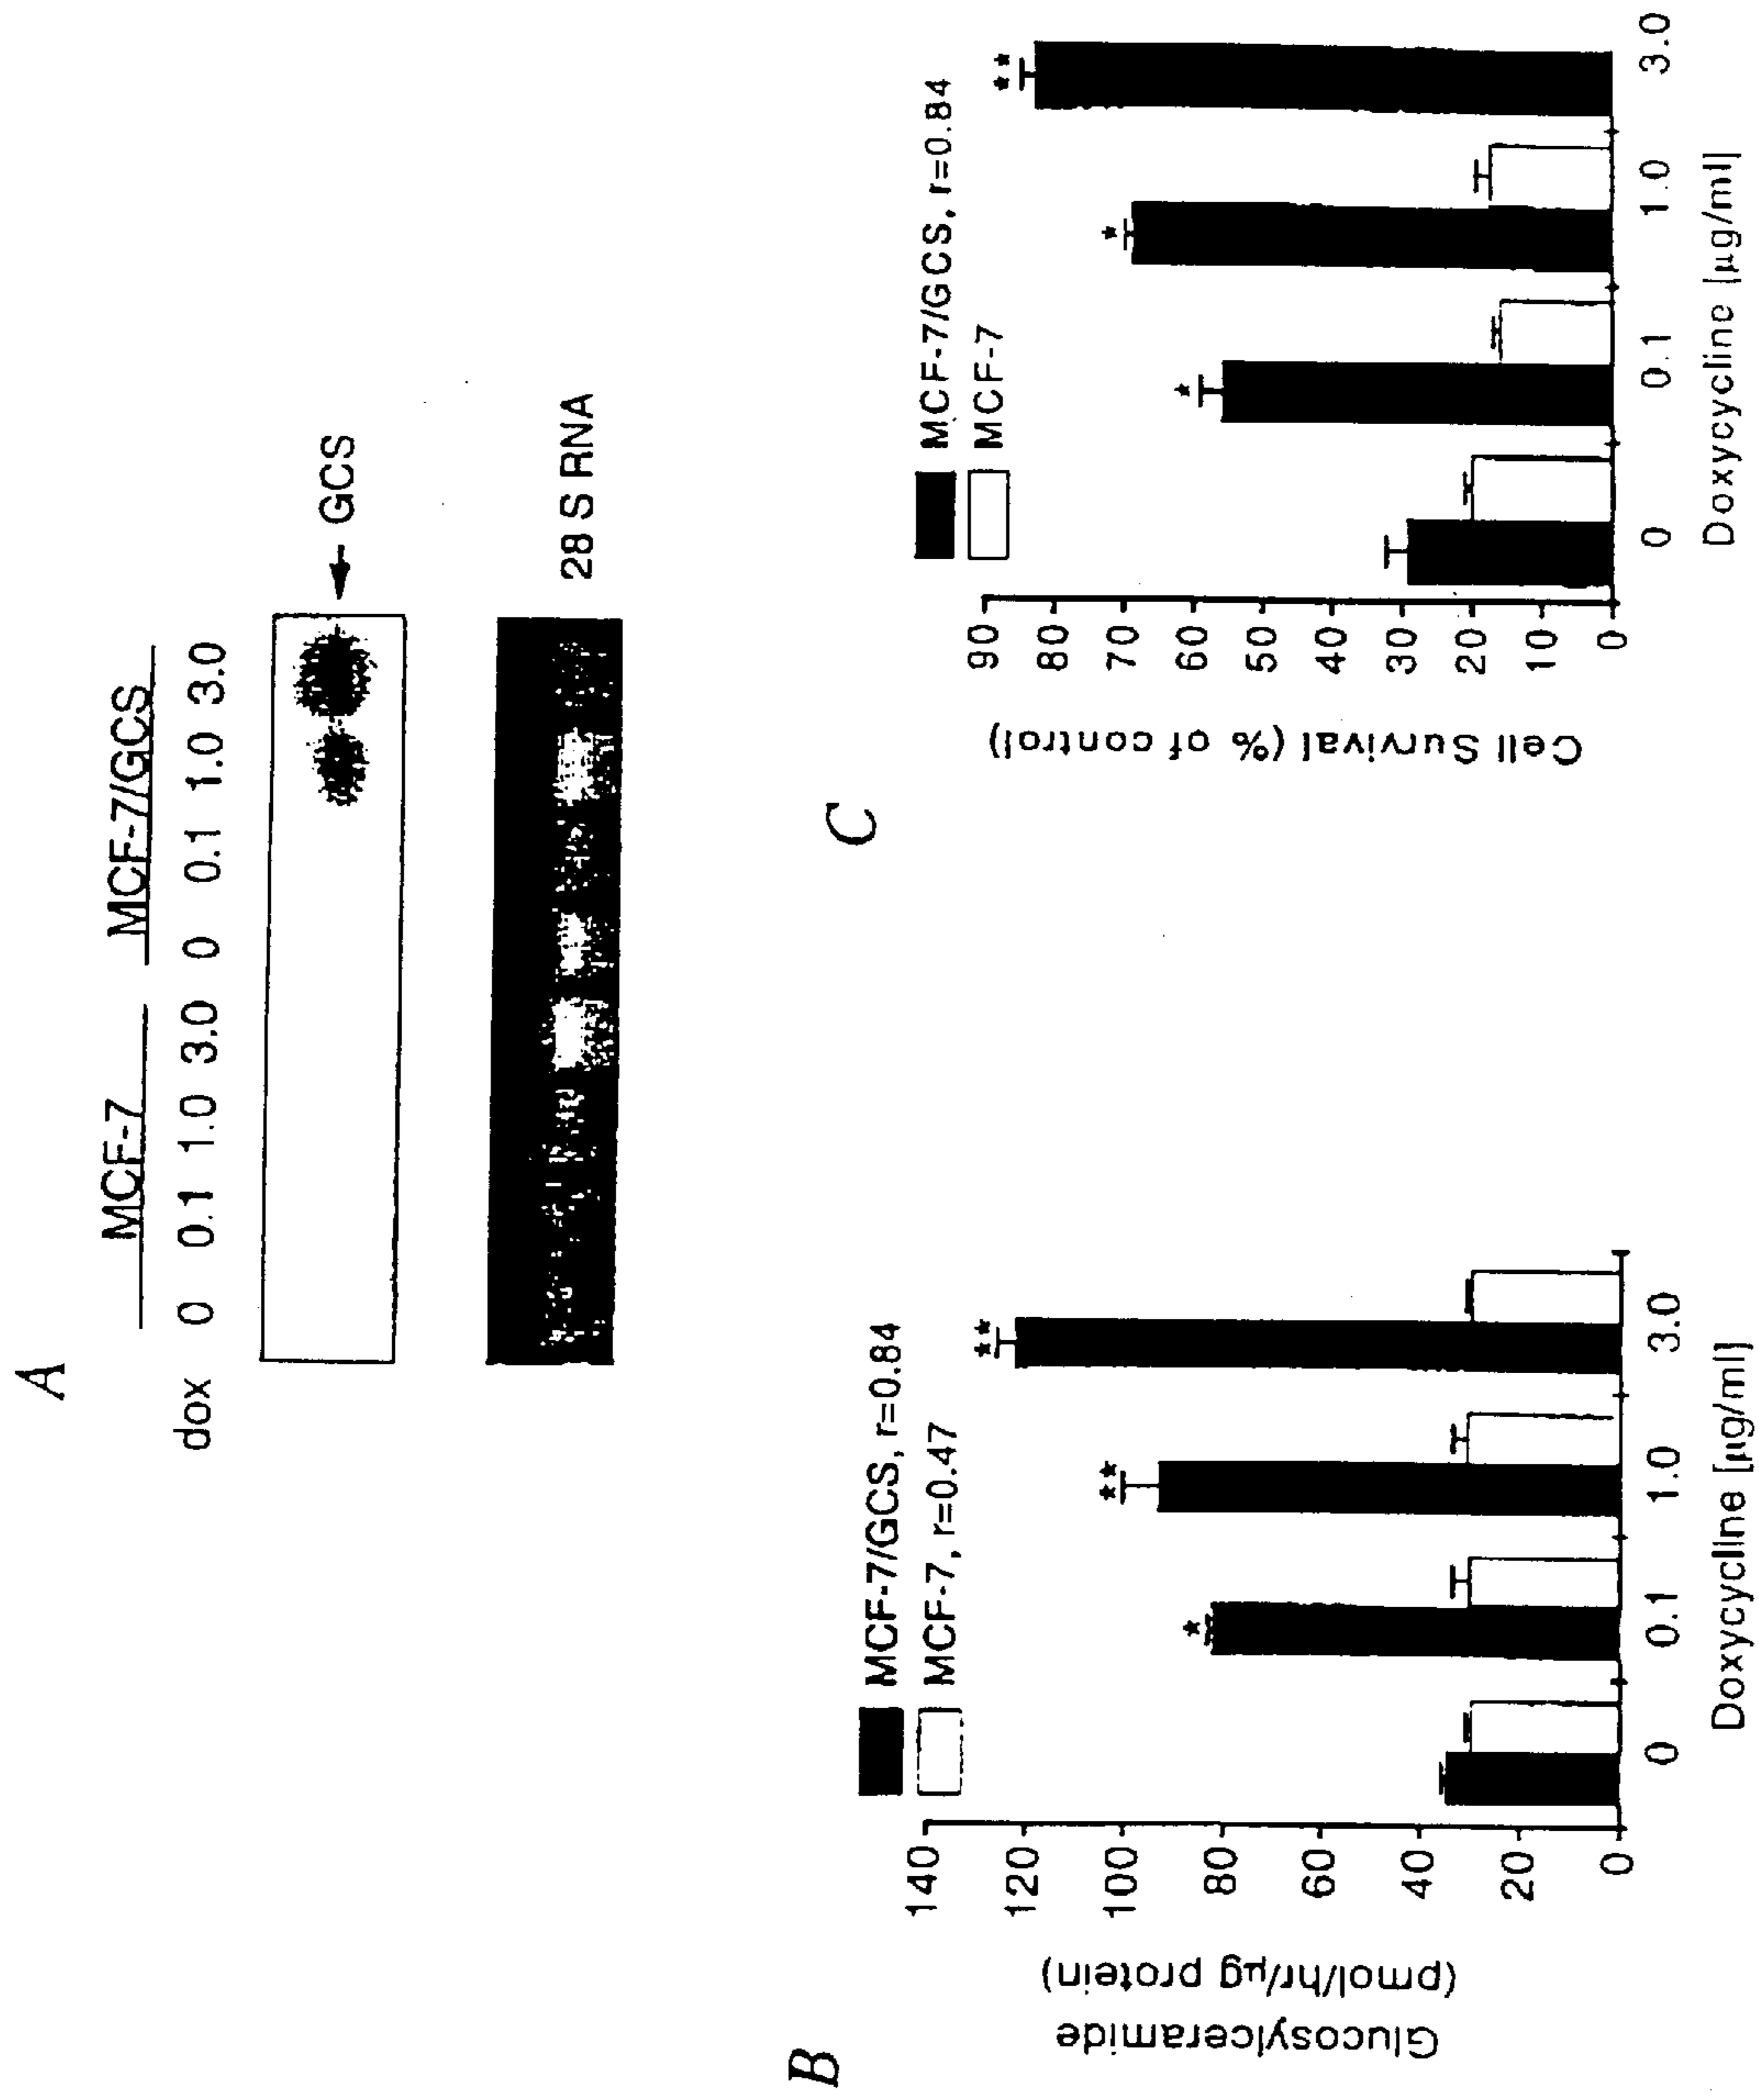 A
MCF-7 MCF-7/GCS
dox 0 0.1 1.0 3.0 0 0.1 1.0 3.0
GCS
28 S RNA
B
MCF-7/GCS, r=0.84
MCF-7, r=0.47
Glucosylceramide
(pmol/hr/μg protein)
140
120
100
80
60
40
20
0
* ** **
0 0.1 1.0 3.0
Doxycycline [μg/ml]
C
MCF-7/GCS, r=0.84
MCF-7
Cell Survival (% of control)
90
80
70
60
50
40
30
20
10
0
* * **
0 0.1 1.0 3.0
Doxycycline [μg/ml]